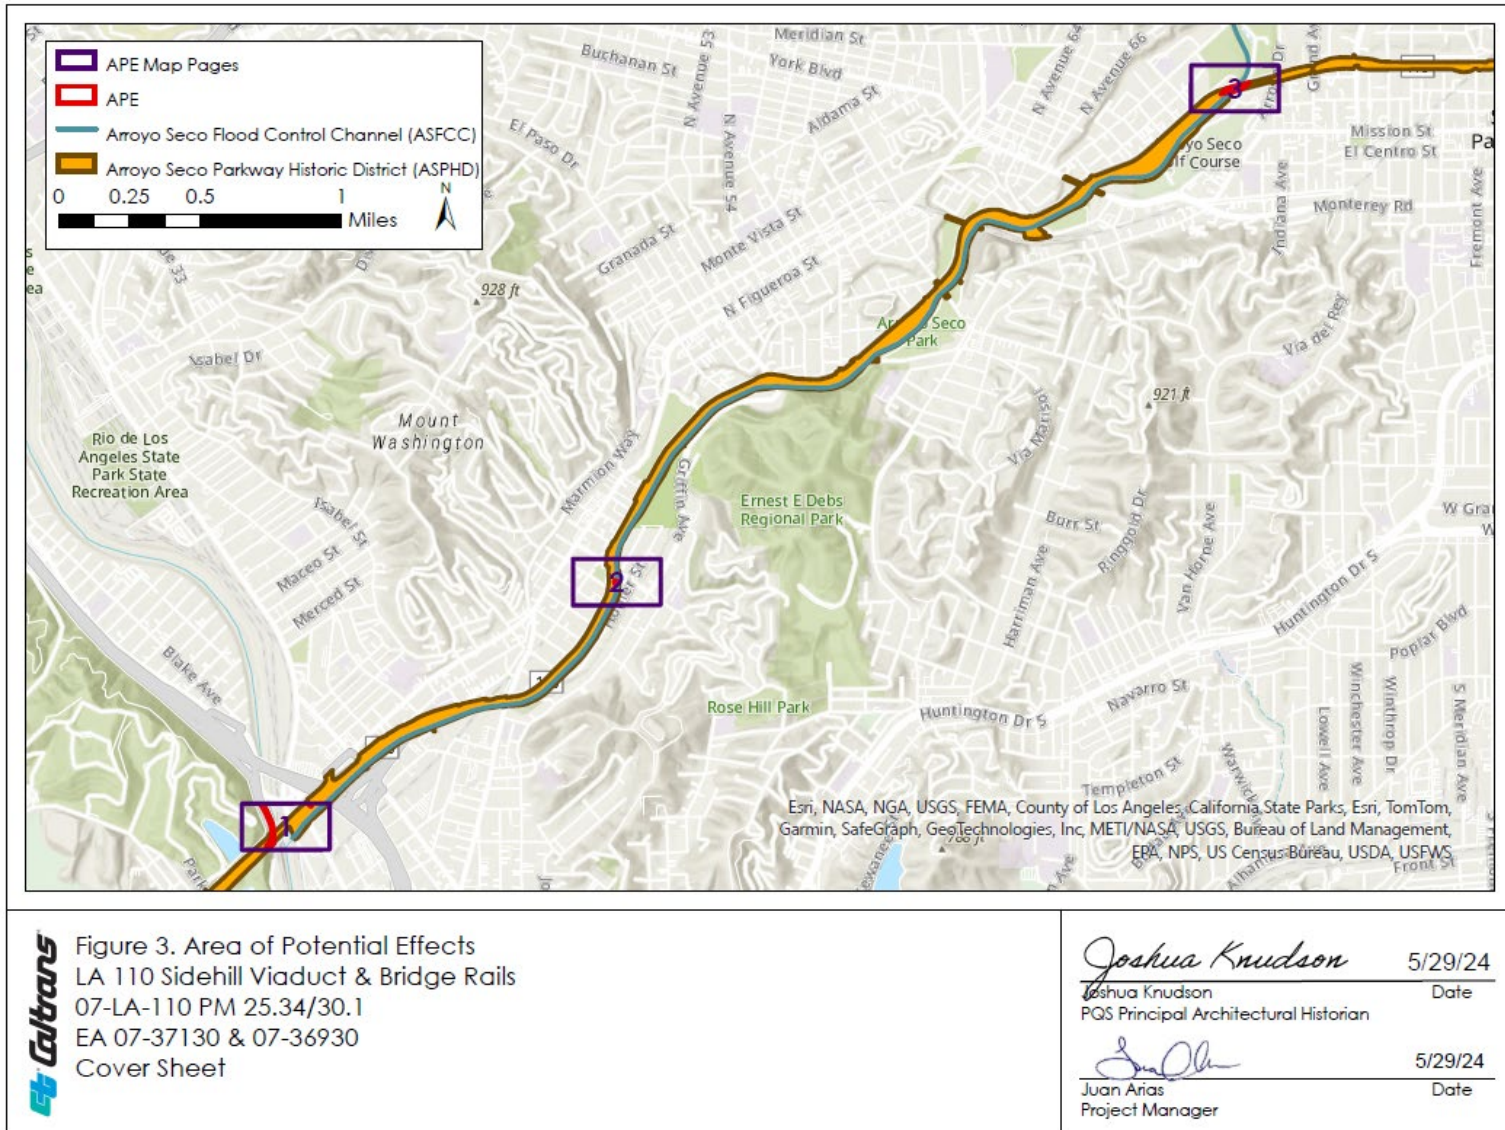 APE Map Pages
APE
Arroyo Seco Flood Control Channel (ASFCC)
Arroyo Seco Parkway Historic District (ASPHD)
0 0.25 0.5 1
Miles
N
Meridian St
York Blvd
Buchanan St
N Avenue 53
N Avenue 64
N Avenue 66
Aldama St
El Paso Dr
N Avenue 54
Granada St
Monte Vista St
N Figueroa St
3
Mission St
El Centro St
Monterey Rd
Indiana Ave
Fremont Ave
928 ft
Isabel Dr
Mount
Washington
Park
Via del Rey
921 ft
Via Marisol
Rio de Los
Angeles State
Park State
Recreation Area
Marmion Way
Griffin Ave
Ernest E Debs
Regional Park
Isabel St
Maceo St
Merced St
Burr St
Ringgold Dr
Van Horne Ave
Harriman Ave
Huntington Dr S
Poplar Blvd
2
Blake Ave
Rose Hill Park
Huntington Dr S
Navarro St
Winchester Ave
Winthrop Dr
Lowell Ave
S Meridian Ave
Templeton St
1
Esri, NASA, NGA, USGS, FEMA, County of Los Angeles, California State Parks, Esri, TomTom,
Garmin, SafeGraph, GeoTechnologies, Inc, METI/NASA, USGS, Bureau of Land Management,
EPA, NPS, US Census Bureau, USDA, USFWS
Front St
Caltrans
Figure 3. Area of Potential Effects
LA 110 Sidehill Viaduct & Bridge Rails
07-LA-110 PM 25.34/30.1
EA 07-37130 & 07-36930
Cover Sheet
Joshua Knudson 5/29/24
Joshua Knudson Date
PQS Principal Architectural Historian
5/29/24
Juan Arias Date
Project Manager